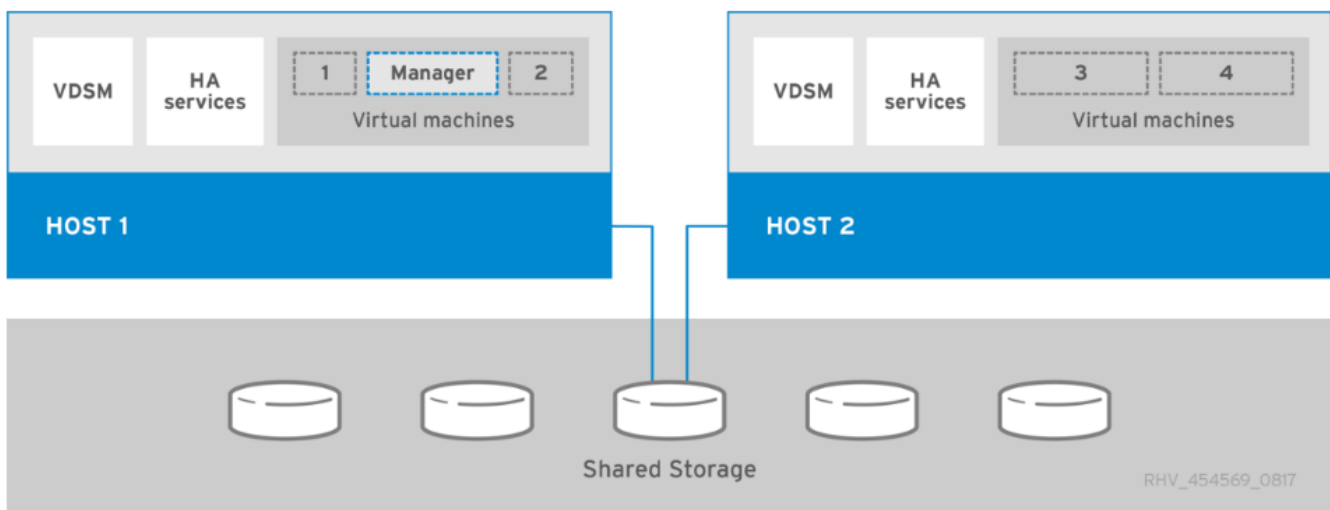 VDSM
HA
services
1
Manager
2
Virtual machines
HOST 1
VDSM
HA
services
3
4
Virtual machines
HOST 2
Shared Storage
RHV_454569_0817